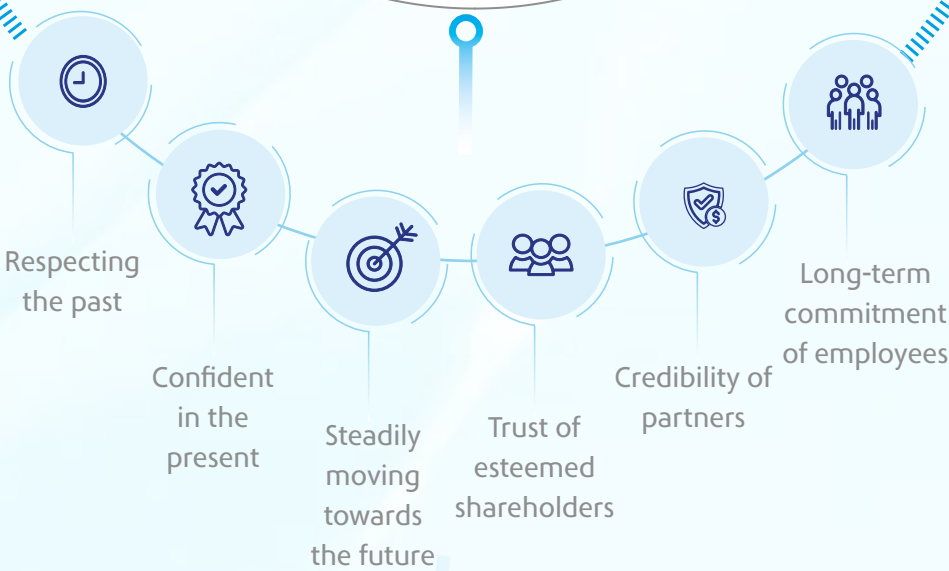 Respecting
the past
Confident
in the
present
Steadily
moving
towards
the future
Trust of
esteemed
shareholders
Credibility of
partners
Long-term
commitment
of employees